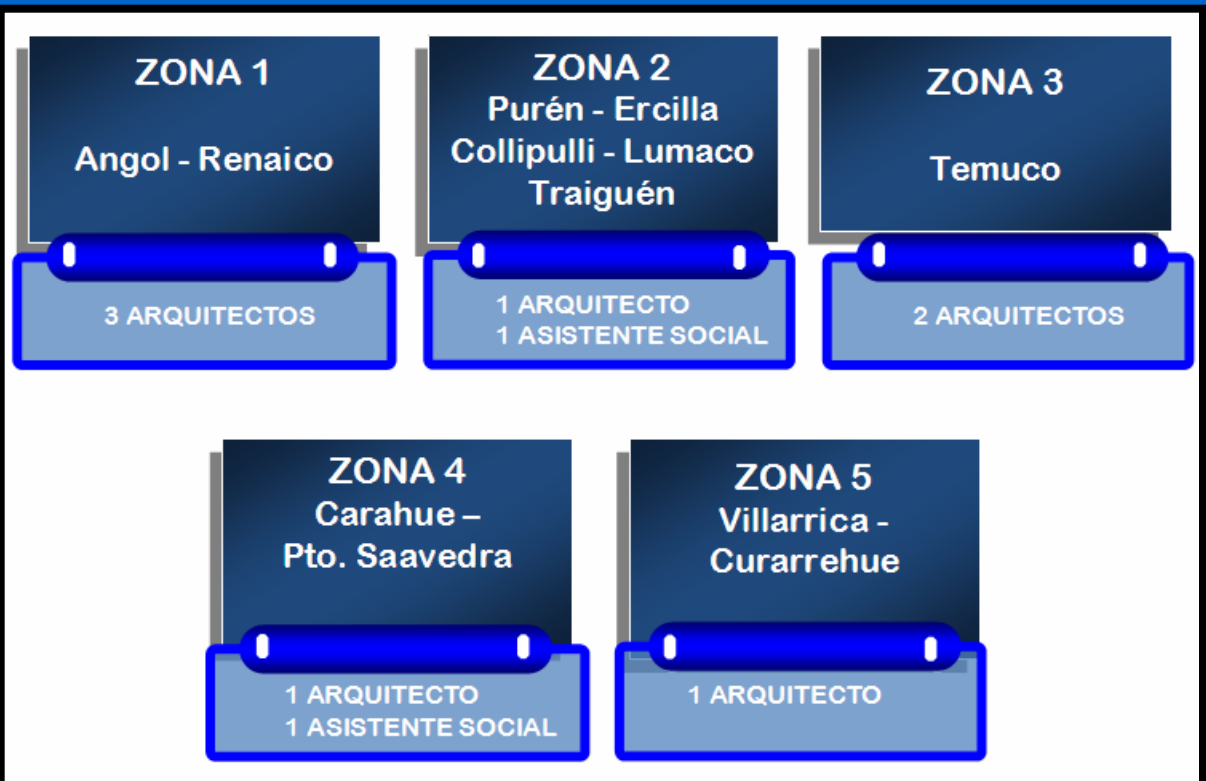 ZONA 1
Angol - Renaico
3 ARQUITECTOS
ZONA 2
Purén - Ercilla
Collipulli - Lumaco
Traiguén
1 ARQUITECTO
1 ASISTENTE SOCIAL
ZONA 3
Temuco
2 ARQUITECTOS
ZONA 4
Carahue –
Pto. Saavedra
1 ARQUITECTO
1 ASISTENTE SOCIAL
ZONA 5
Villarrica -
Curarrehue
1 ARQUITECTO